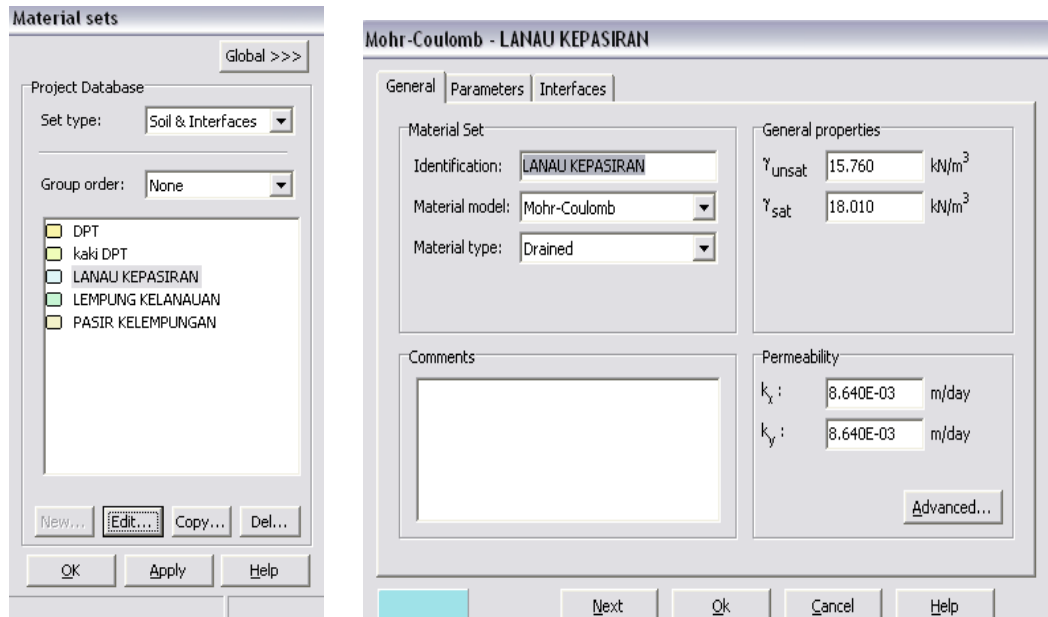 Material sets
Global >>>
Project Database
Set type: Soil & Interfaces
Group order: None
DPT
kaki DPT
LANAU KEPASIRAN
LEMPUNG KELANAUAN
PASIR KELEMPUNGAN
New... Edit... Copy... Del...
OK Apply Help
Mohr-Coulomb - LANAU KEPASIRAN
General Parameters Interfaces
Material Set
Identification: LANAU KEPASIRAN
Material model: Mohr-Coulomb
Material type: Drained
General properties
γunsat 15.760 kN/m³
γsat 18.010 kN/m³
Comments
Permeability
kx : 8.640E-03 m/day
ky : 8.640E-03 m/day
Advanced...
Next Ok Cancel Help